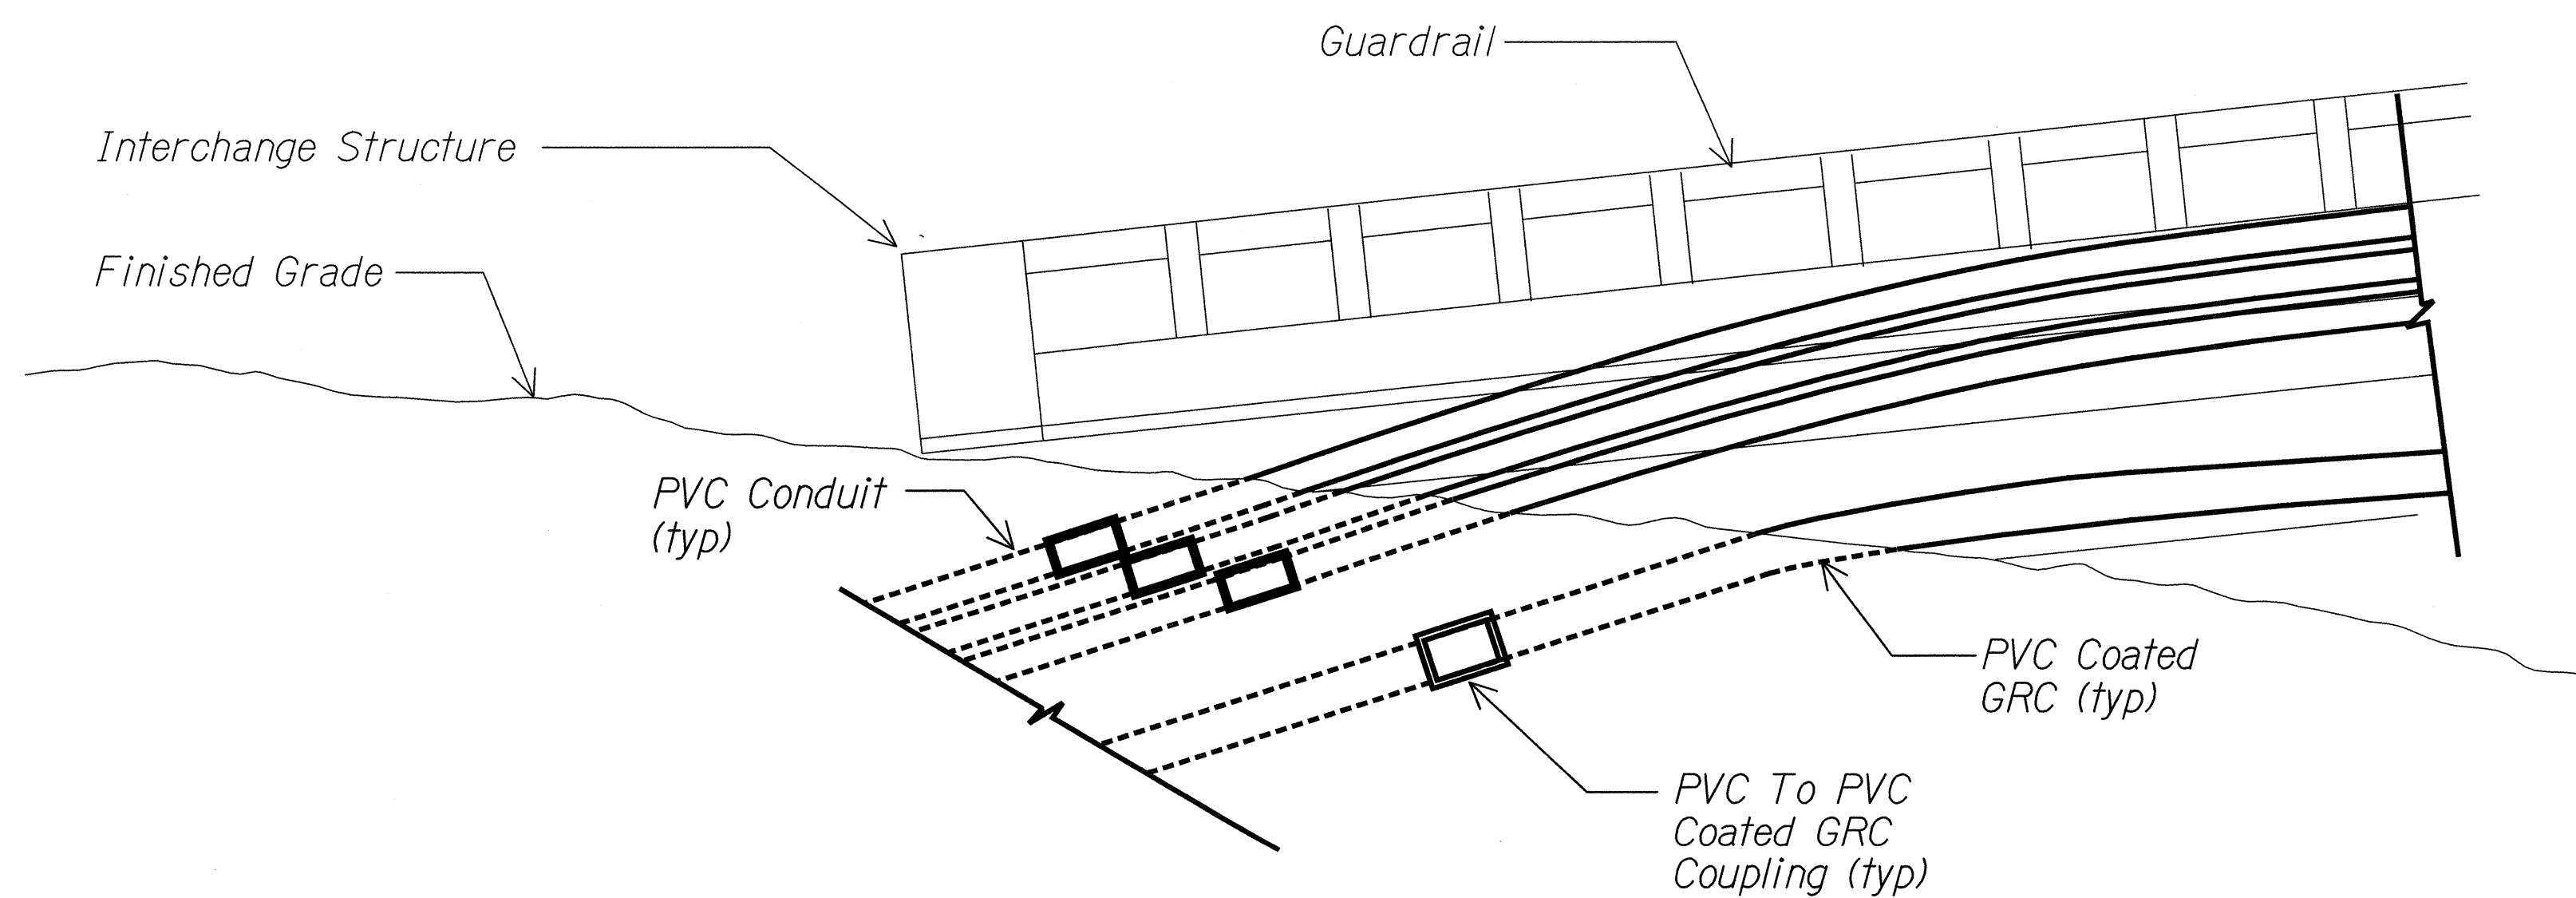 Guardrail
Interchange Structure
Finished Grade
PVC Conduit
(typ)
PVC Coated
GRC (typ)
PVC To PVC
Coated GRC
Coupling (typ)